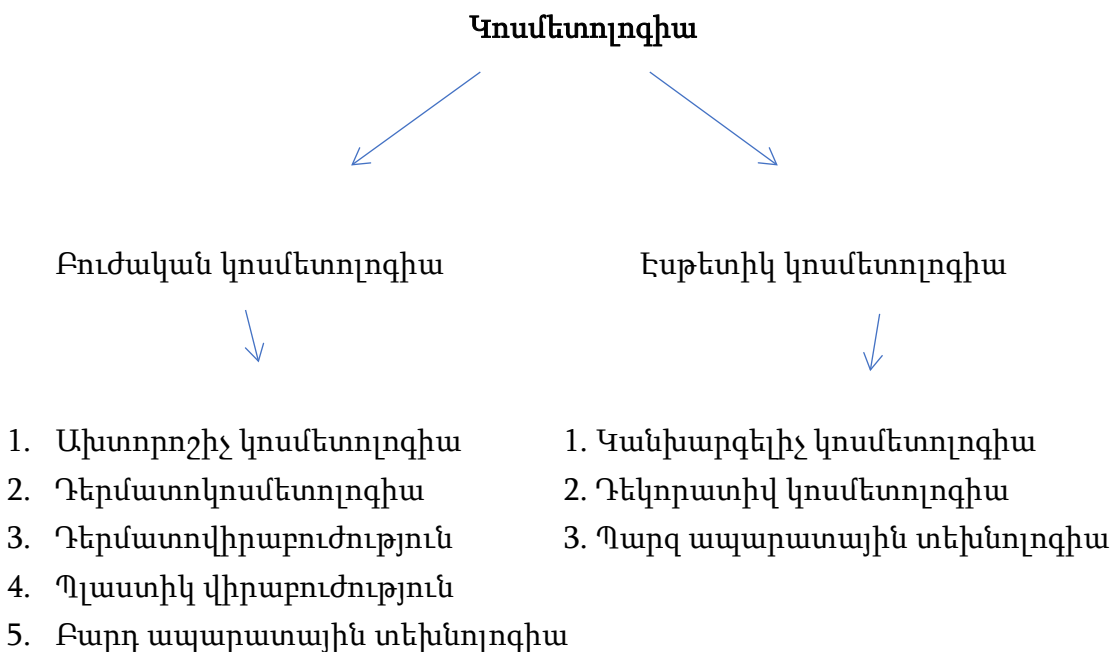 Կոսմետոլոգիա
Բուժական կոսմետոլոգիա
Էսթետիկ կոսմետոլոգիա
1. Ախտորոշիչ կոսմետոլոգիա
2. Դերմատոկոսմետոլոգիա
3. Դերմատովիրաբուժություն
4. Պլաստիկ վիրաբուժություն
5. Բարդ ապարատային տեխնոլոգիա
1. Կանխարգելիչ կոսմետոլոգիա
2. Դեկորատիվ կոսմետոլոգիա
3. Պարզ ապարատային տեխնոլոգիա